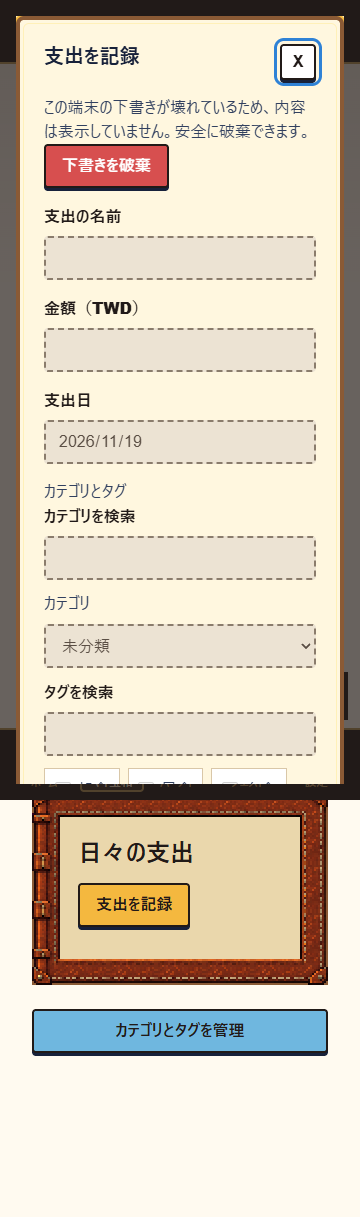 支出を記録
X
この端末の下書きが壊れているため、内容
は表示していません。安全に破棄できます。
下書きを破棄
支出の名前
金額（TWD）
支出日
2026/11/19
カテゴリとタグ
カテゴリを検索
カテゴリ
未分類
タグを検索
日々の支出
支出を記録
カテゴリとタグを管理